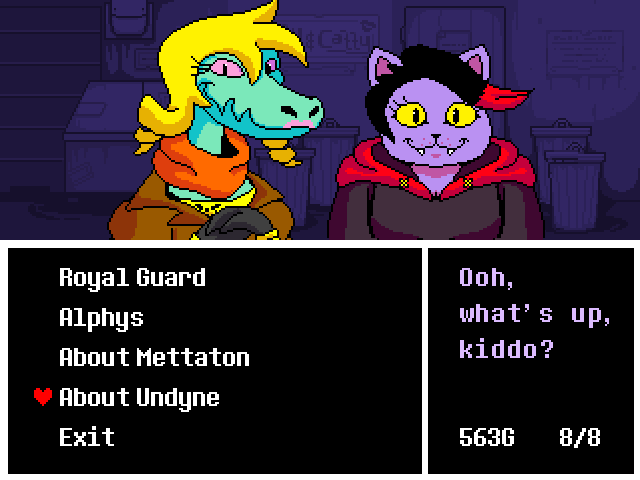 Royal Guard
Alphys
About Mettaton
About Undyne
Exit
Ooh,
what's up,
kiddo?
563G 8/8